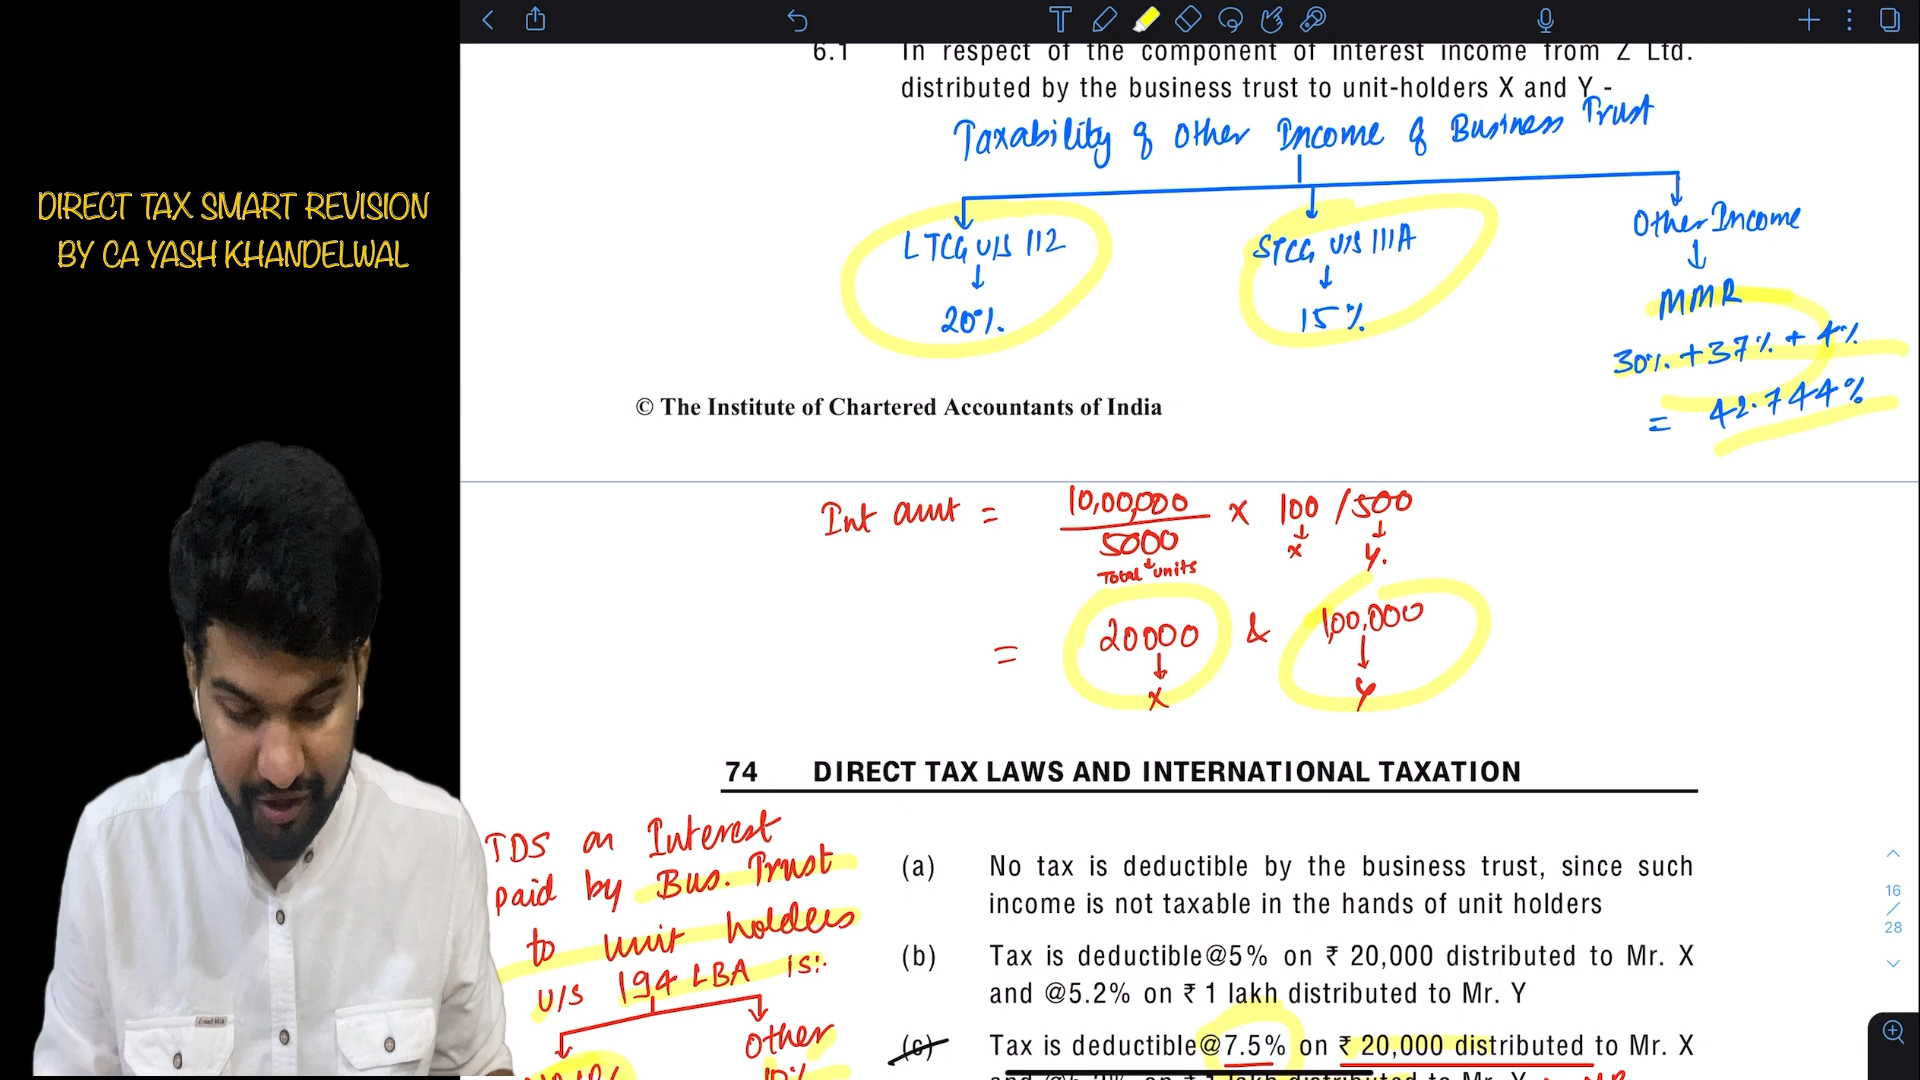 DIRECT TAX SMART REVISION
BY CA YASH KHANDELWAL
6.1 In respect of the component of interest income from Z Ltd.
distributed by the business trust to unit-holders X and Y -
Taxability of Other Income of Business Trust
LTCG u/s 112
20%.
STCG u/s 111A
15%
Other Income
MMR
30%. + 37% + 4%
= 42.744%
© The Institute of Chartered Accountants of India
Int amt = 10,00,000 / 5000 x 100 / 500
Total units
x
y.
= 20000 & 1,00,000
x
y
74 DIRECT TAX LAWS AND INTERNATIONAL TAXATION
TDS on Interest
paid by Bus. Trust
to unit holders
u/s 194 LBA is:
Other
10%
(a) No tax is deductible by the business trust, since such
income is not taxable in the hands of unit holders
(b) Tax is deductible@5% on ₹ 20,000 distributed to Mr. X
and @5.2% on ₹ 1 lakh distributed to Mr. Y
(c) Tax is deductible@7.5% on ₹ 20,000 distributed to Mr. X
16
/
28